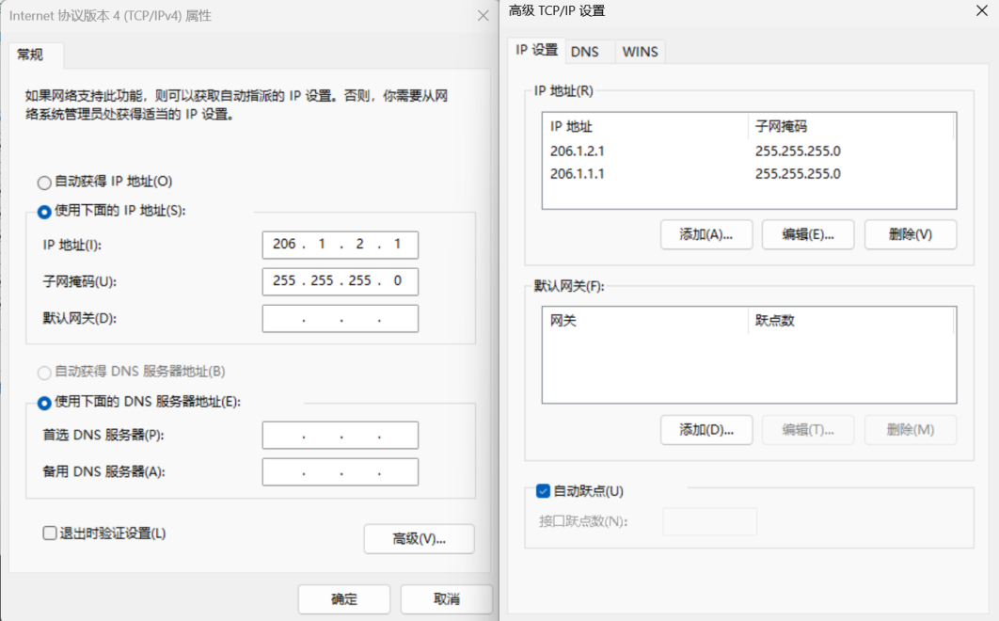 Internet 协议版本 4 (TCP/IPv4) 属性
常规
如果网络支持此功能，则可以获取自动指派的 IP 设置。否则，你需要从网
络系统管理员处获得适当的 IP 设置。
自动获得 IP 地址(O)
使用下面的 IP 地址(S):
IP 地址(I):
206 . 1 . 2 . 1
子网掩码(U):
255 . 255 . 255 . 0
默认网关(D):
. . .
自动获得 DNS 服务器地址(B)
使用下面的 DNS 服务器地址(E):
首选 DNS 服务器(P):
. . .
备用 DNS 服务器(A):
. . .
退出时验证设置(L)
高级(V)...
确定
取消
高级 TCP/IP 设置
IP 设置
DNS
WINS
IP 地址(R)
IP 地址
子网掩码
206.1.2.1
255.255.255.0
206.1.1.1
255.255.255.0
添加(A)...
编辑(E)...
删除(V)
默认网关(F):
网关
跃点数
添加(D)...
编辑(T)...
删除(M)
自动跃点(U)
接口跃点数(N):